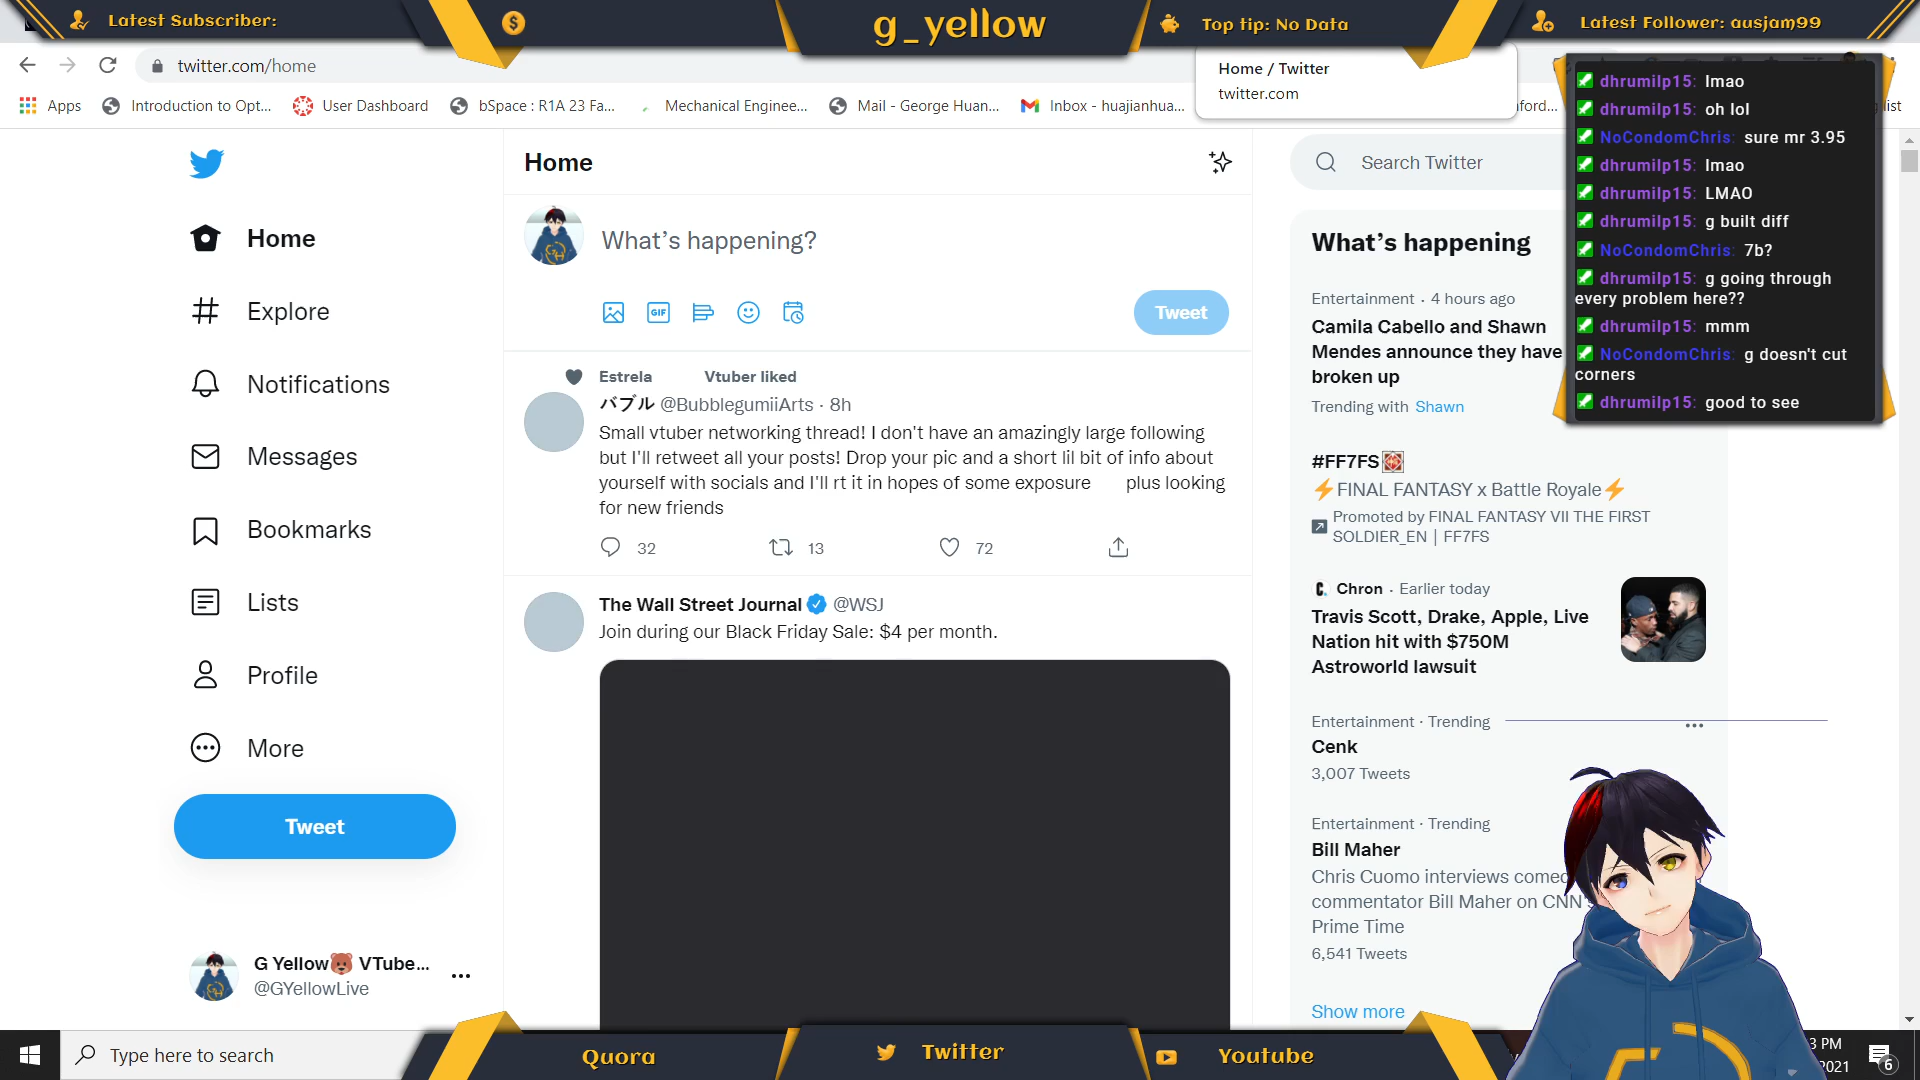 Latest Subscriber:
g_yellow
Top tip: No Data
Latest Follower: ausjam99
twitter.com/home
Home / Twitter
twitter.com
Apps
Introduction to Opt...
User Dashboard
bSpace : R1A 23 Fa...
Mechanical Enginee...
Mail - George Huan...
Inbox - huajianhua...
Home
Explore
Notifications
Messages
Bookmarks
Lists
Profile
More
Tweet
G Yellow🐻 VTube...
@GYellowLive
Home
What's happening?
GIF
Tweet
Estrela Vtuber liked
バブル @BubblegumiiArts · 8h
Small vtuber networking thread! I don't have an amazingly large following
but I'll retweet all your posts! Drop your pic and a short lil bit of info about
yourself with socials and I'll rt it in hopes of some exposure plus looking
for new friends
32 13 72
The Wall Street Journal @WSJ
Join during our Black Friday Sale: $4 per month.
Search Twitter
What's happening
Entertainment · 4 hours ago
Camila Cabello and Shawn
Mendes announce they have
broken up
Trending with Shawn
#FF7FS
⚡FINAL FANTASY x Battle Royale⚡
Promoted by FINAL FANTASY VII THE FIRST
SOLDIER_EN | FF7FS
Chron · Earlier today
Travis Scott, Drake, Apple, Live
Nation hit with $750M
Astroworld lawsuit
Entertainment · Trending
Cenk
3,007 Tweets
Entertainment · Trending
Bill Maher
Chris Cuomo interviews comed
commentator Bill Maher on CNN's
Prime Time
6,541 Tweets
Show more
dhrumilp15: lmao
dhrumilp15: oh lol
NoCondomChris: sure mr 3.95
dhrumilp15: lmao
dhrumilp15: LMAO
dhrumilp15: g built diff
NoCondomChris: 7b?
dhrumilp15: g going through
every problem here??
dhrumilp15: mmm
NoCondomChris: g doesn't cut
corners
dhrumilp15: good to see
Type here to search
Quora
Twitter
Youtube
3 PM
2021
6